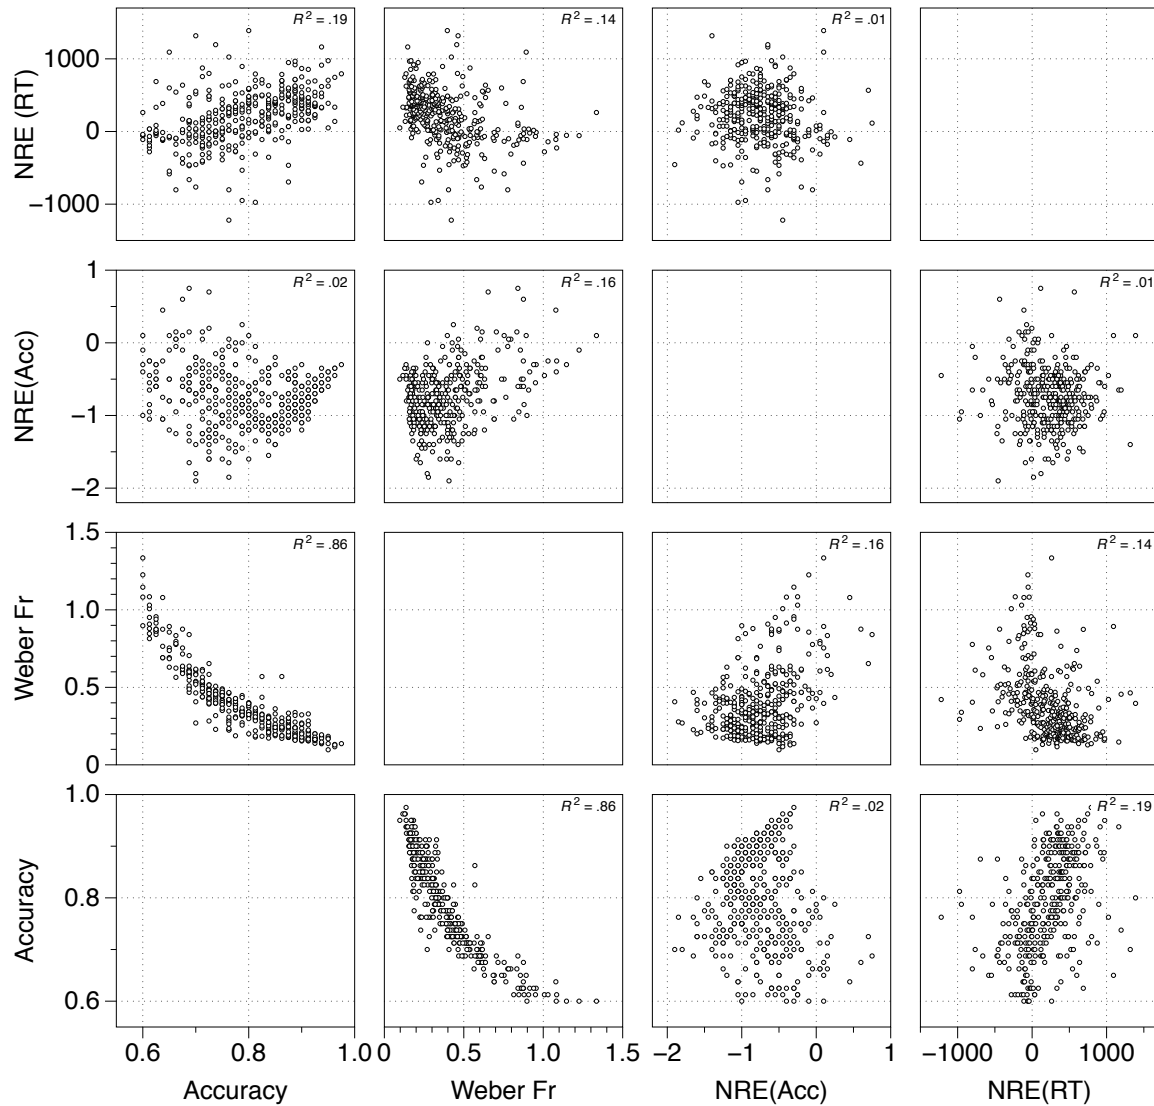 R² = .19
R² = .14
R² = .01
NRE (RT)
1000
0
−1000
NRE(Acc)
1
0
−1
−2
R² = .02
R² = .16
R² = .01
Weber Fr
1.5
1.0
0.5
0
R² = .86
R² = .16
R² = .14
Accuracy
1.0
0.8
0.6
R² = .86
R² = .02
R² = .19
0.6 0.8 1.0
0 0.5 1.0 1.5
−2 −1 0 1
−1000 0 1000
Accuracy
Weber Fr
NRE(Acc)
NRE(RT)